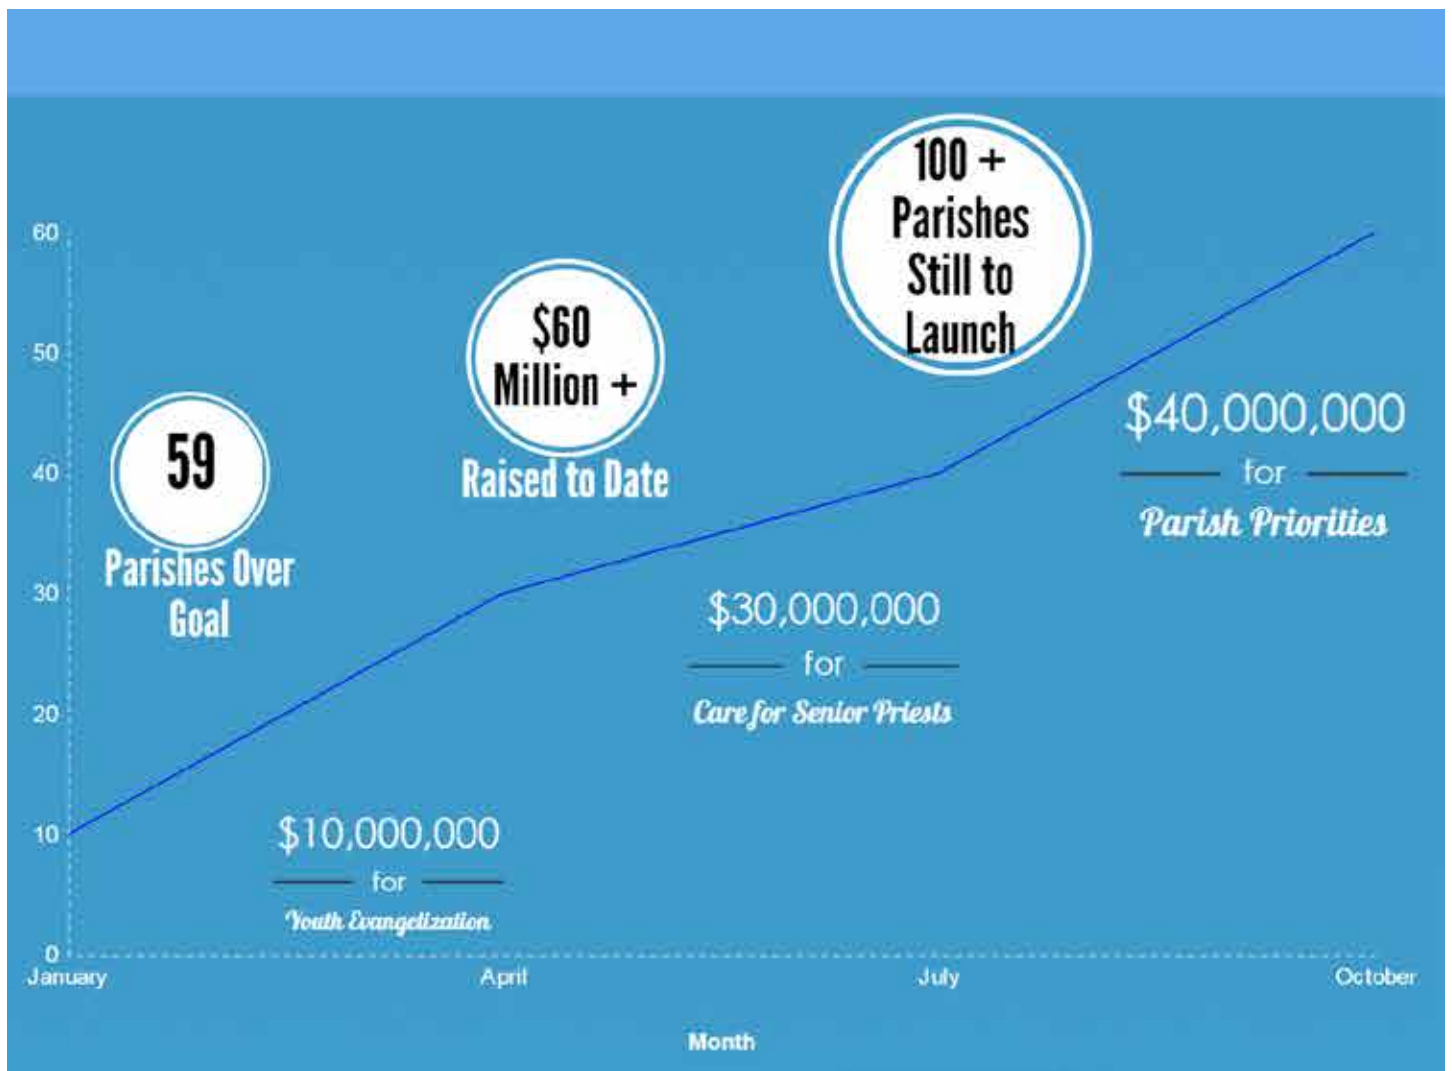 100 +
Parishes
Still to
Launch
$60
Million +
Raised to Date
59
Parishes Over
Goal
$40,000,000
for
Parish Priorities
$30,000,000
for
Care for Senior Priests
$10,000,000
for
Youth Evangelization
60
50
40
30
20
10
0
January
April
July
October
Month